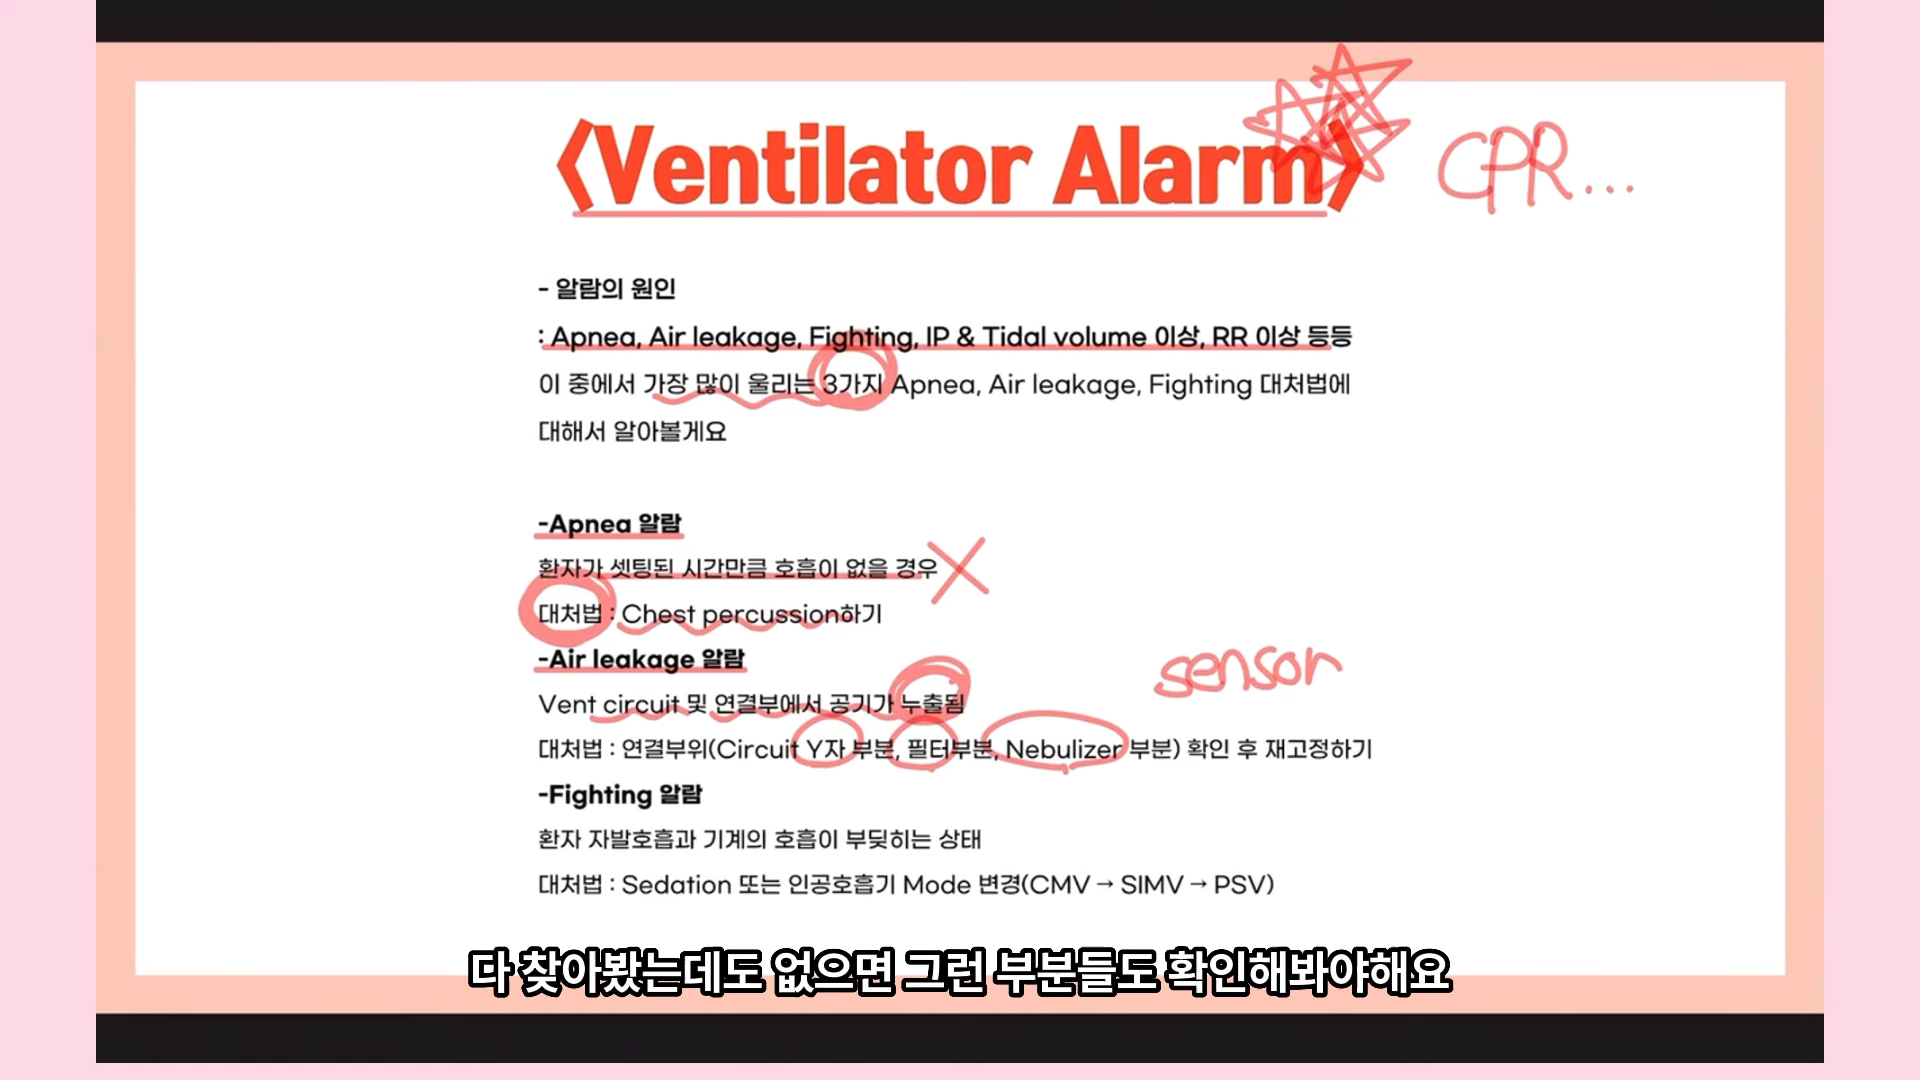 <Ventilator Alarm>
CPR...
- 알람의 원인
: Apnea, Air leakage, Fighting, IP & Tidal volume 이상, RR 이상 등등
이 중에서 가장 많이 울리는 3가지 Apnea, Air leakage, Fighting 대처법에
대해서 알아볼게요
-Apnea 알람
환자가 셋팅된 시간만큼 호흡이 없을 경우
대처법 : Chest percussion하기
-Air leakage 알람
sensor
Vent circuit 및 연결부에서 공기가 누출됨
대처법 : 연결부위(Circuit Y자 부분, 필터부분, Nebulizer 부분) 확인 후 재고정하기
-Fighting 알람
환자 자발호흡과 기계의 호흡이 부딪히는 상태
대처법 : Sedation 또는 인공호흡기 Mode 변경(CMV → SIMV → PSV)
다 찾아봤는데도 없으면 그런 부분들도 확인해봐야해요